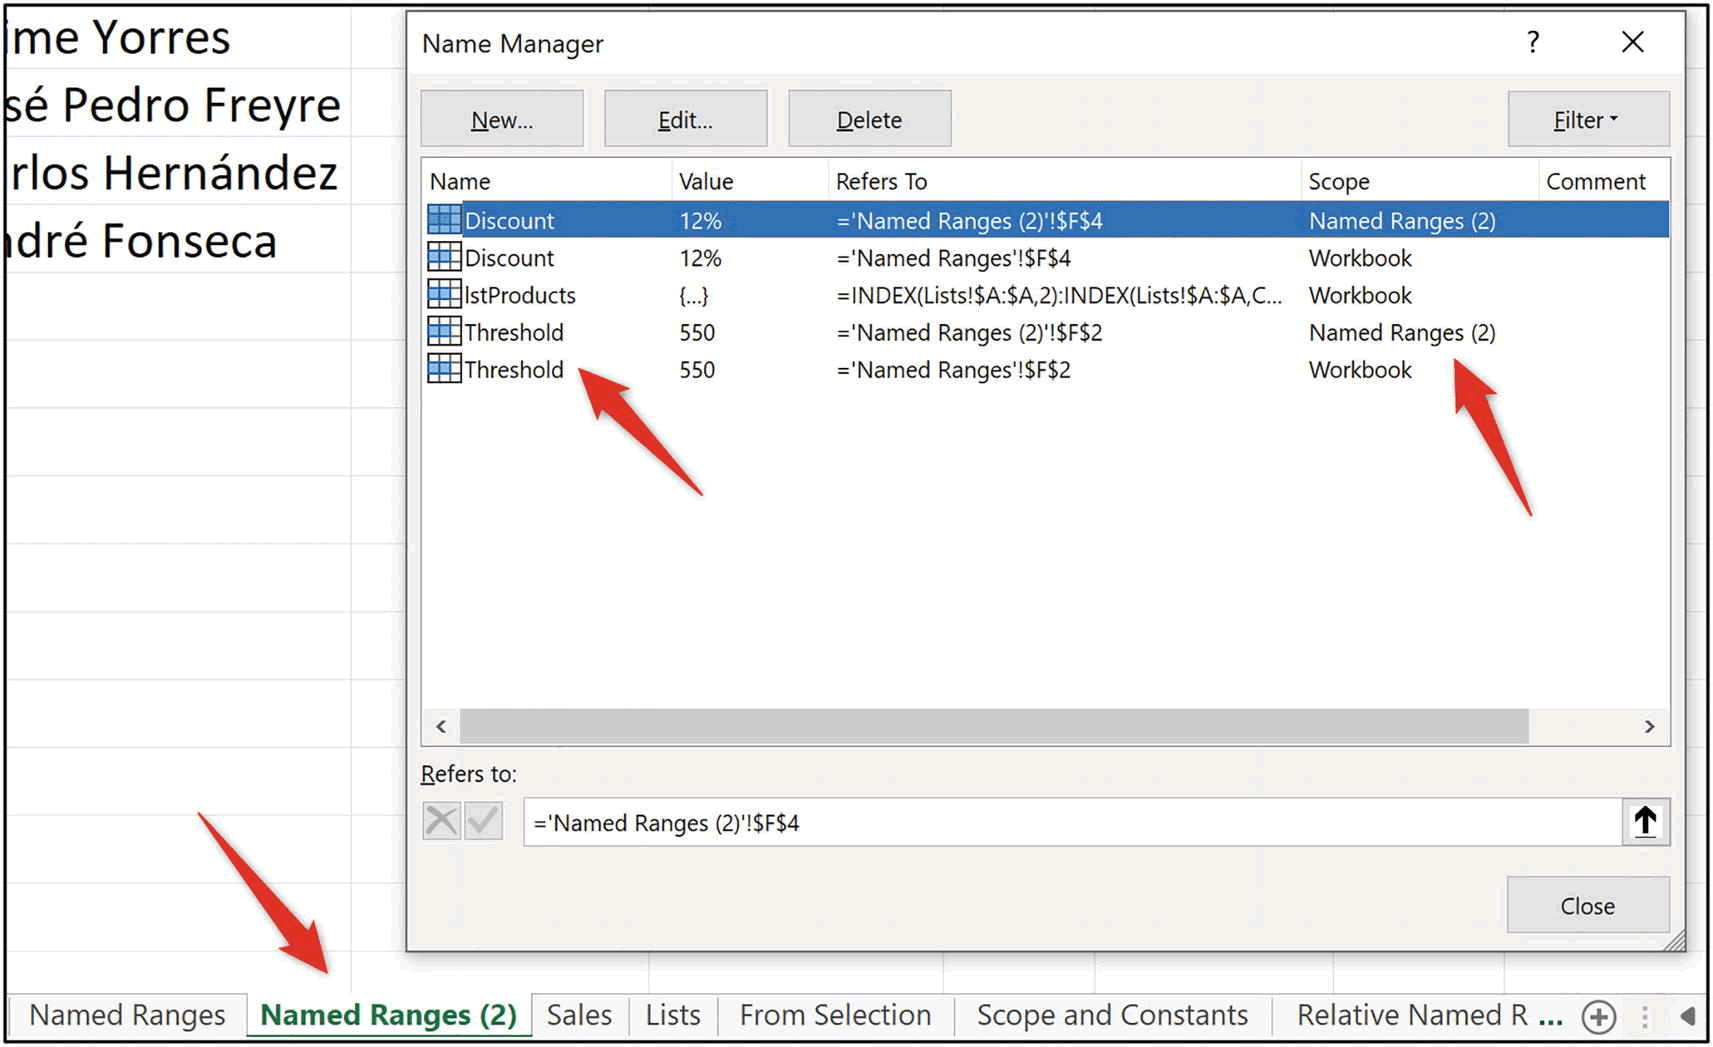 ime Yorres
sé Pedro Freyre
rlos Hernández
ndré Fonseca
Name Manager ?
New... Edit... Delete Filter
Name Value Refers To Scope Comment
Discount 12% ='Named Ranges (2)'!$F$4 Named Ranges (2)
Discount 12% ='Named Ranges'!$F$4 Workbook
lstProducts {...} =INDEX(Lists!$A:$A,2):INDEX(Lists!$A:$A,C... Workbook
Threshold 550 ='Named Ranges (2)'!$F$2 Named Ranges (2)
Threshold 550 ='Named Ranges'!$F$2 Workbook
Refers to:
='Named Ranges (2)'!$F$4
Close
Named Ranges Named Ranges (2) Sales Lists From Selection Scope and Constants Relative Named R ...